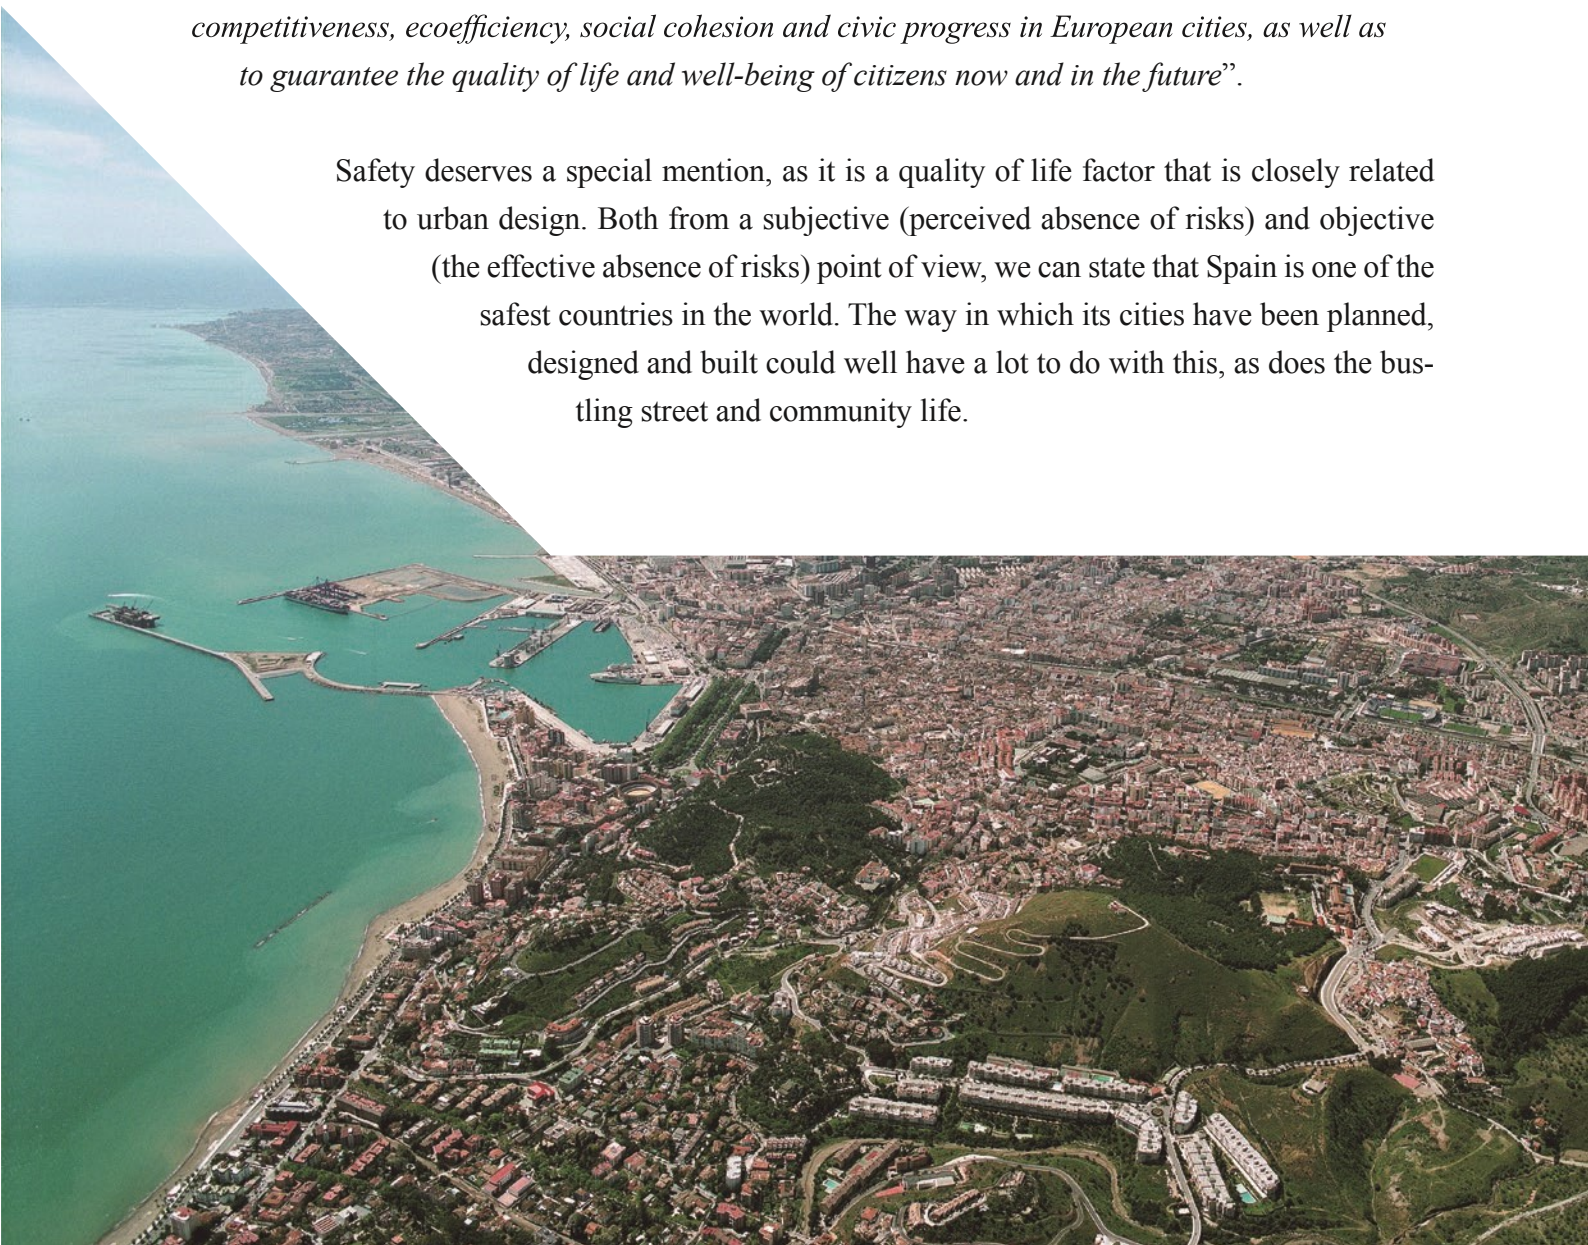 competitiveness, ecoefficiency, social cohesion and civic progress in European cities, as well as
to guarantee the quality of life and well-being of citizens now and in the future”.
Safety deserves a special mention, as it is a quality of life factor that is closely related
to urban design. Both from a subjective (perceived absence of risks) and objective
(the effective absence of risks) point of view, we can state that Spain is one of the
safest countries in the world. The way in which its cities have been planned,
designed and built could well have a lot to do with this, as does the bus-
tling street and community life.